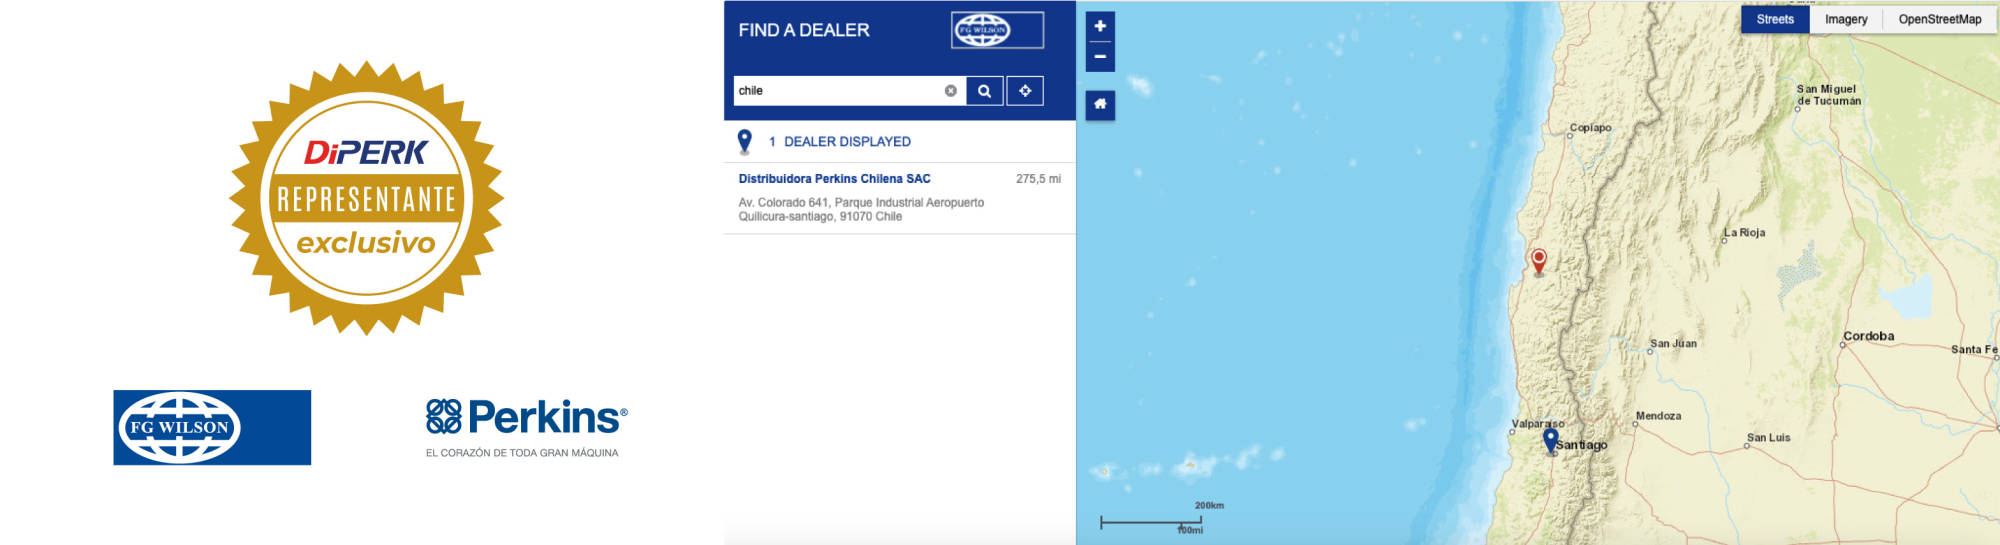 DiPERK
REPRESENTANTE
exclusivo
FG WILSON
Perkins®
EL CORAZÓN DE TODA GRAN MÁQUINA
FIND A DEALER
FG WILSON
chile
1 DEALER DISPLAYED
Distribuidora Perkins Chilena SAC
275,5 mi
Av. Colorado 641, Parque Industrial Aeropuerto
Quilicura-santiago, 91070 Chile
+
−
Streets
Imagery
OpenStreetMap
San Miguel
de Tucumán
Copiapo
La Rioja
Cordoba
San Juan
Santa Fe
Mendoza
Valparaiso
San Luis
Santiago
200km
100mi